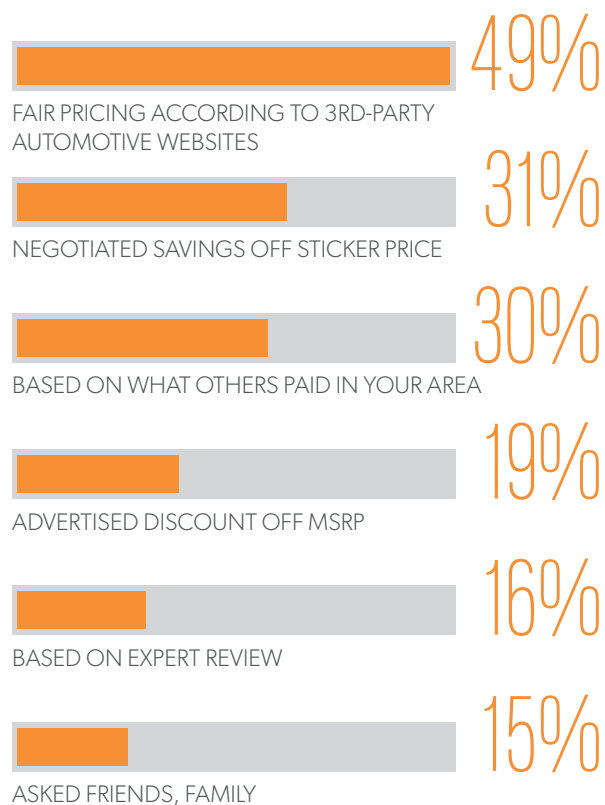 49%
FAIR PRICING ACCORDING TO 3RD-PARTY
AUTOMOTIVE WEBSITES
31%
NEGOTIATED SAVINGS OFF STICKER PRICE
30%
BASED ON WHAT OTHERS PAID IN YOUR AREA
19%
ADVERTISED DISCOUNT OFF MSRP
16%
BASED ON EXPERT REVIEW
15%
ASKED FRIENDS, FAMILY